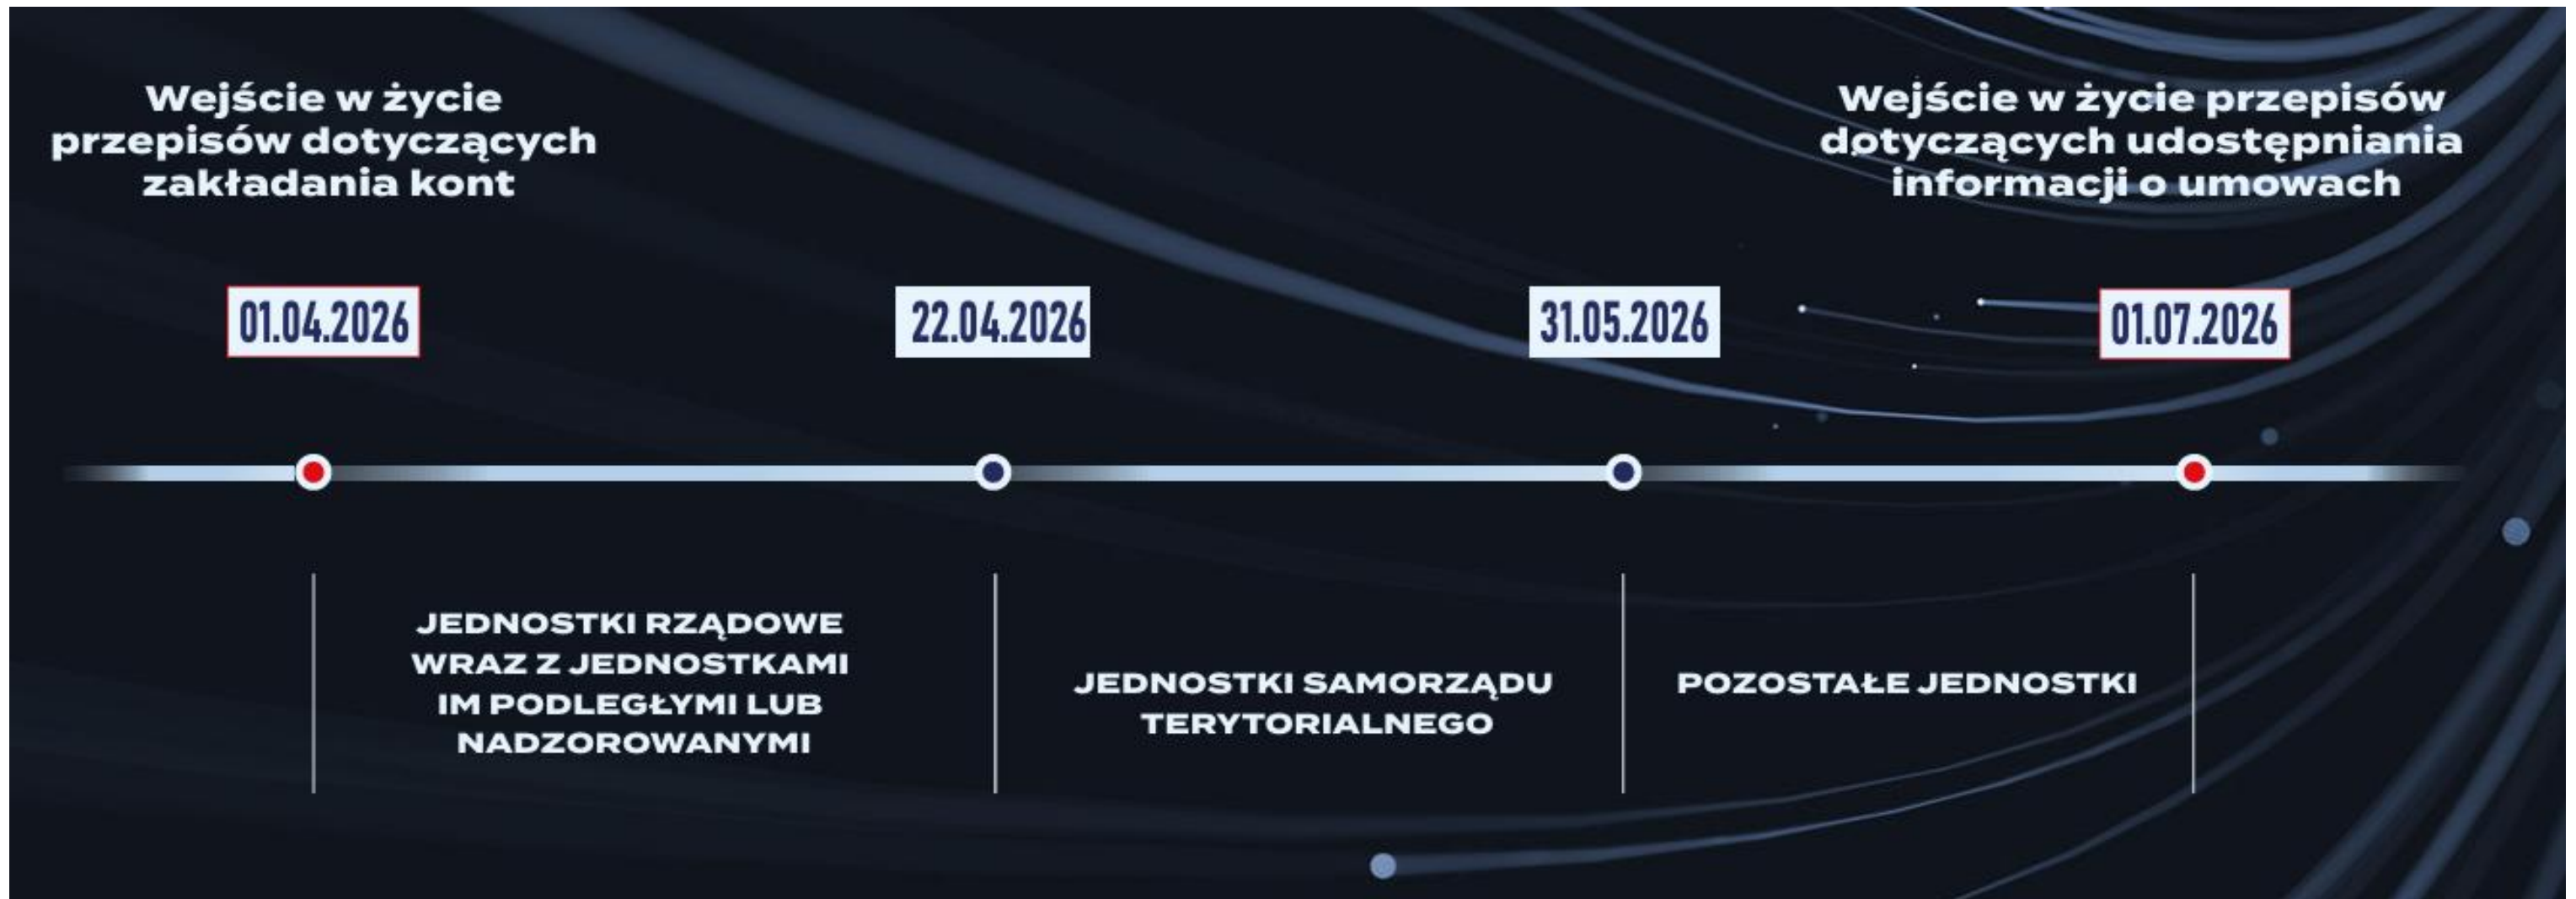 Wejście w życie
przepisów dotyczących
zakładania kont
Wejście w życie przepisów
dotyczących udostępniania
informacji o umowach
01.04.2026
22.04.2026
31.05.2026
01.07.2026
JEDNOSTKI RZĄDOWE
WRAZ Z JEDNOSTKAMI
IM PODLEGŁYMI LUB
NADZOROWANYMI
JEDNOSTKI SAMORZĄDU
TERYTORIALNEGO
POZOSTAŁE JEDNOSTKI